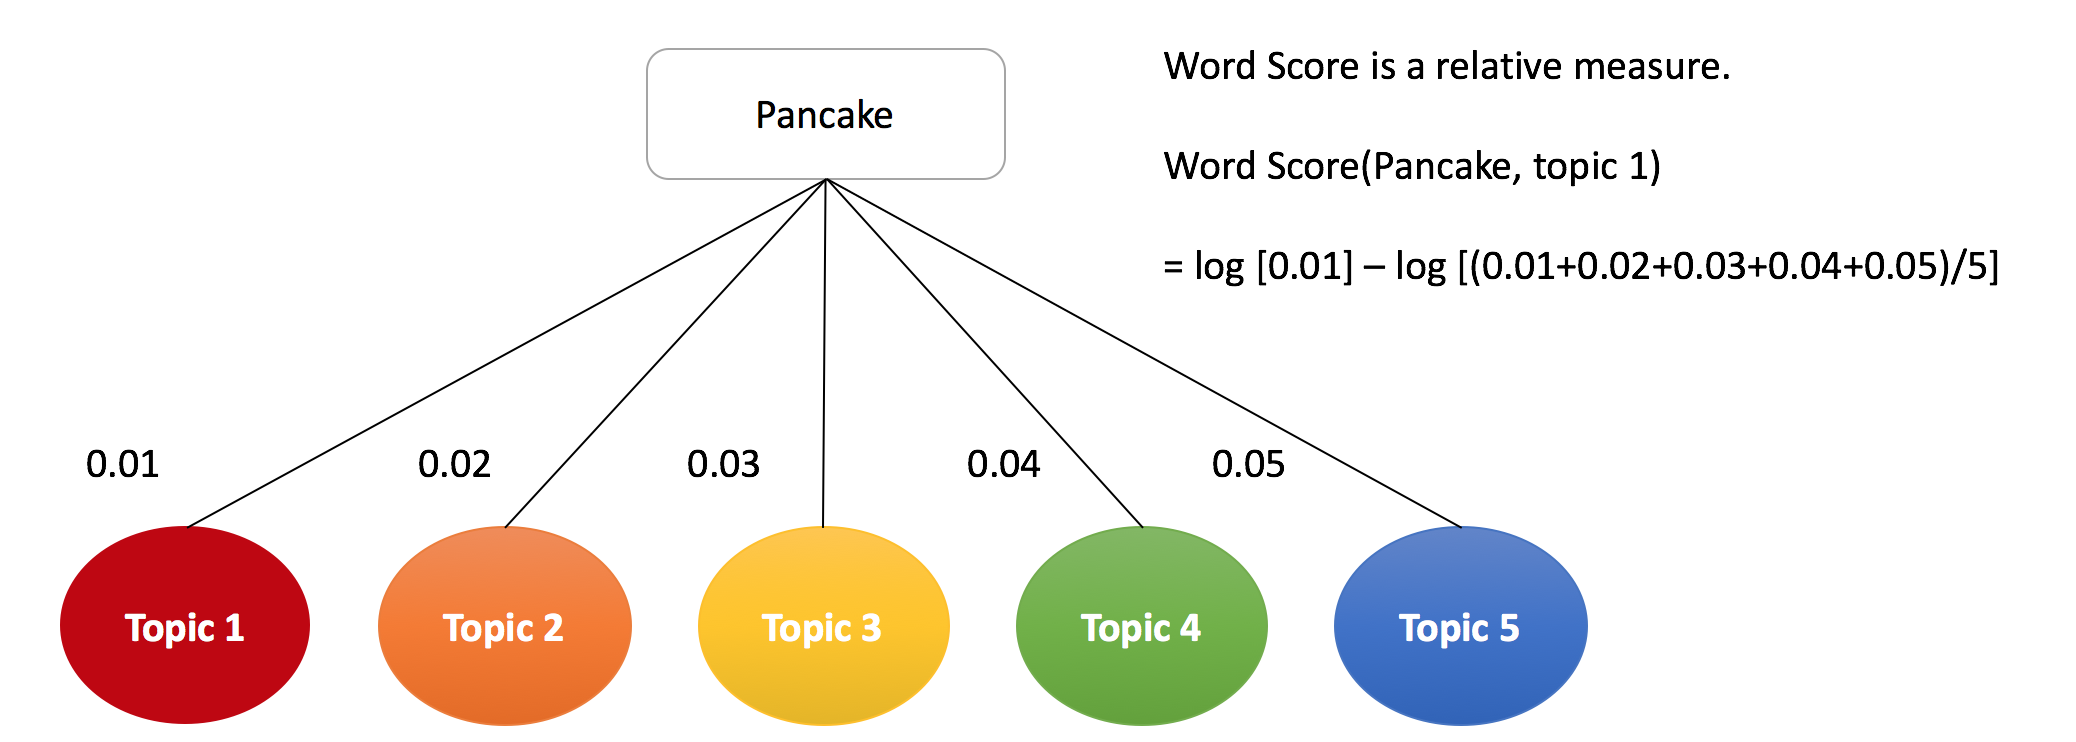 Pancake
Word Score is a relative measure.
Word Score(Pancake, topic 1)
= log [0.01] – log [(0.01+0.02+0.03+0.04+0.05)/5]
0.01
0.02
0.03
0.04
0.05
Topic 1
Topic 2
Topic 3
Topic 4
Topic 5